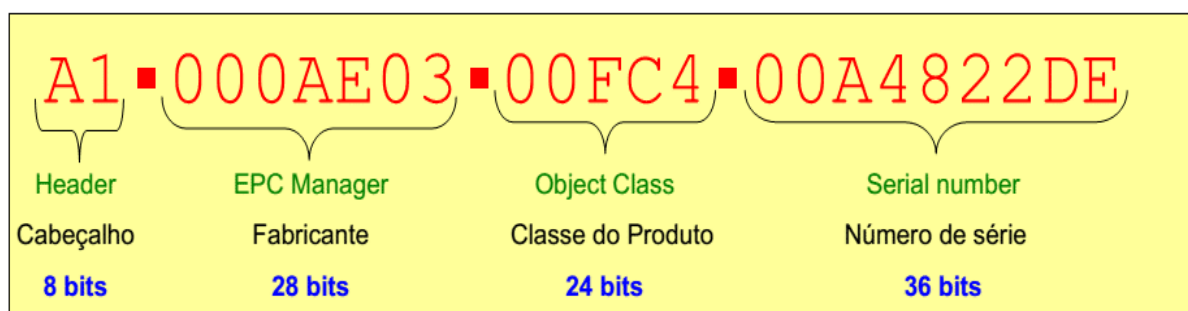 A1▪000AE03▪00FC4▪00A4822DE
Header EPC Manager Object Class Serial number
Cabeçalho Fabricante Classe do Produto Número de série
8 bits 28 bits 24 bits 36 bits